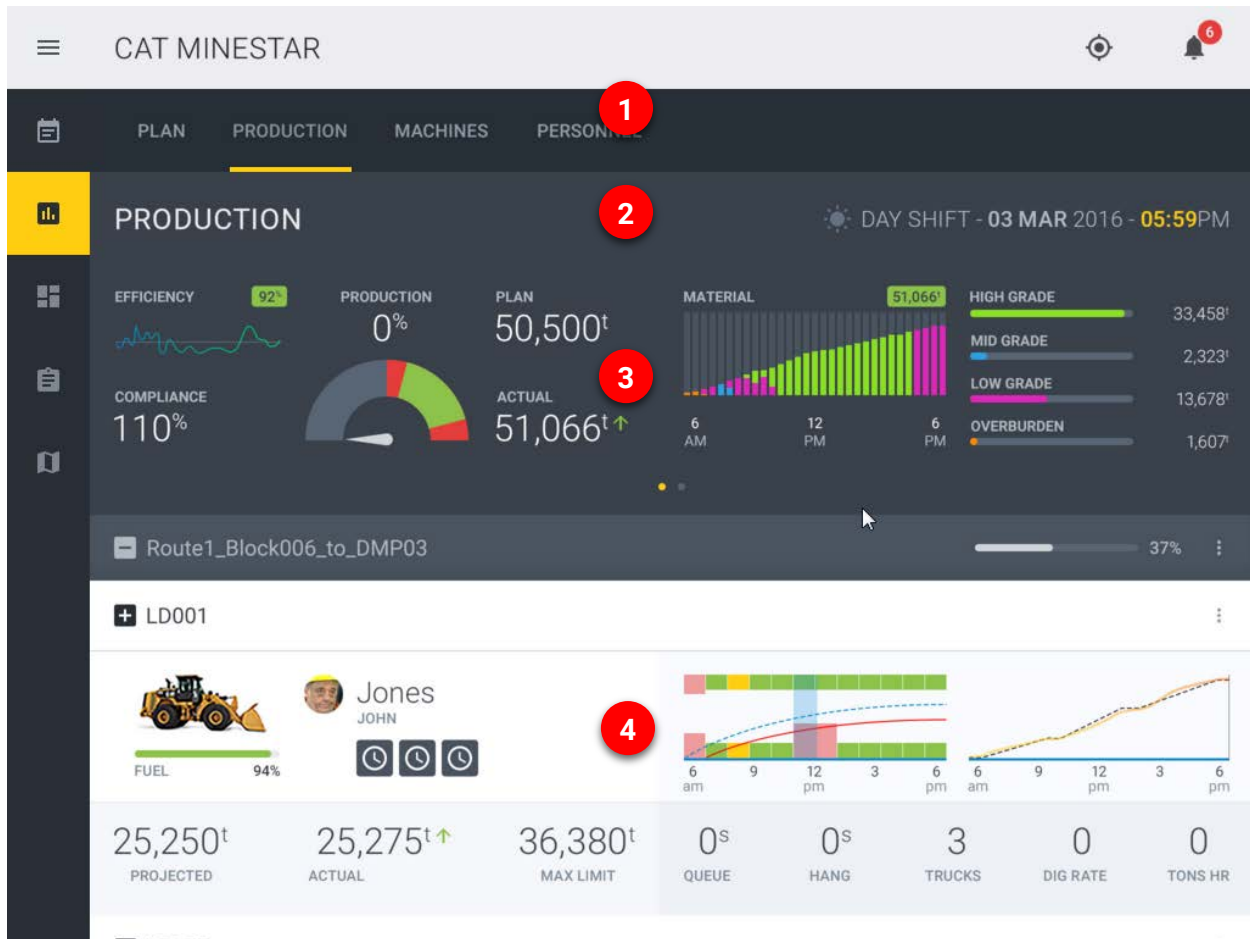 CAT MINESTAR
6
1
PLAN PRODUCTION MACHINES PERSONNEL
2
PRODUCTION
DAY SHIFT - 03 MAR 2016 - 05:59PM
EFFICIENCY 92%
COMPLIANCE
110%
PRODUCTION
0%
PLAN
50,500t
3
ACTUAL
51,066t↑
MATERIAL 51,066t
6 AM 12 PM 6 PM
HIGH GRADE
33,458t
MID GRADE
2,323t
LOW GRADE
13,678t
OVERBURDEN
1,607t
Route1_Block006_to_DMP03 37%
LD001
FUEL 94%
Jones
JOHN
4
6 am 9 12 pm 3 6 pm
6 am 9 12 pm 3 6 pm
25,250t
PROJECTED
25,275t↑
ACTUAL
36,380t
MAX LIMIT
0s
QUEUE
0s
HANG
3
TRUCKS
0
DIG RATE
0
TONS HR